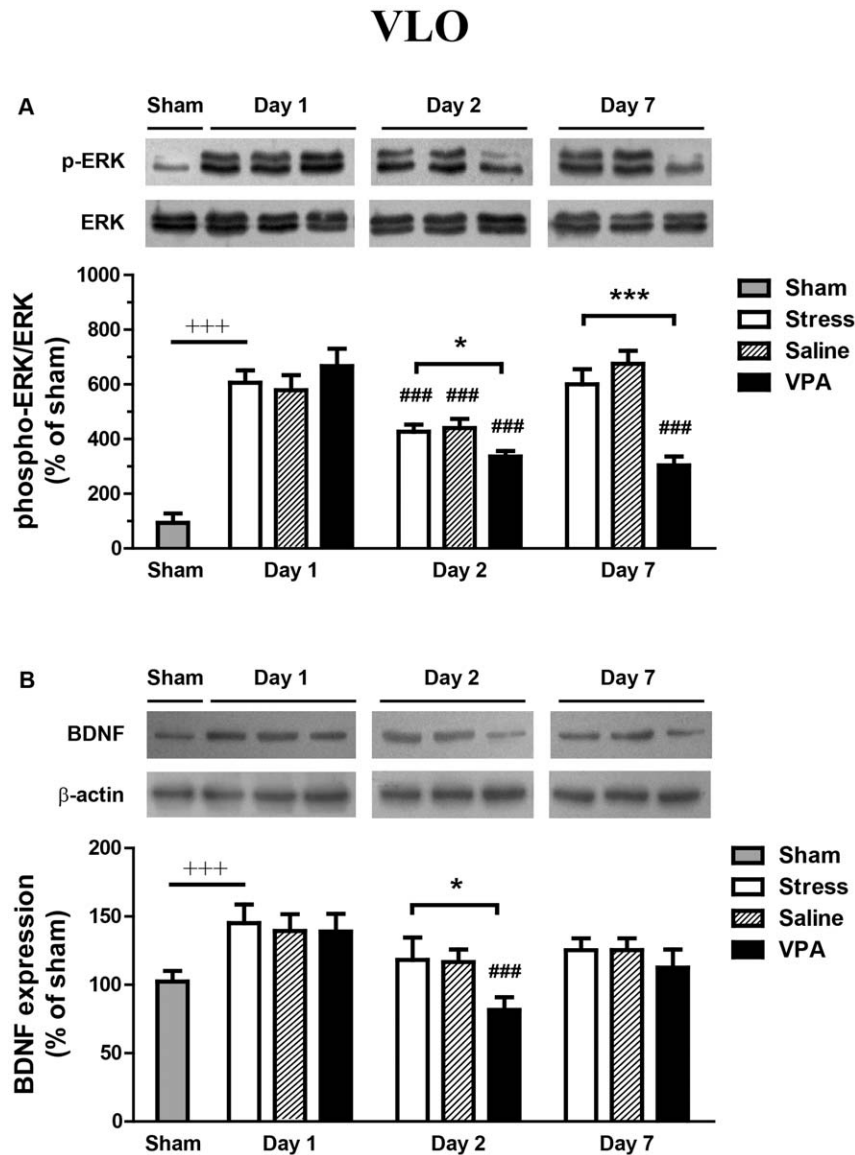 VLO
A
Sham Day 1 Day 2 Day 7
p-ERK
ERK
phospho-ERK/ERK
(% of sham)
1000
800
600
400
200
0
+++
### ### ###
*
***
###
Sham
Stress
Saline
VPA
Sham Day 1 Day 2 Day 7
B
Sham Day 1 Day 2 Day 7
BDNF
β-actin
BDNF expression
(% of sham)
200
150
100
50
0
+++
*
###
Sham
Stress
Saline
VPA
Sham Day 1 Day 2 Day 7